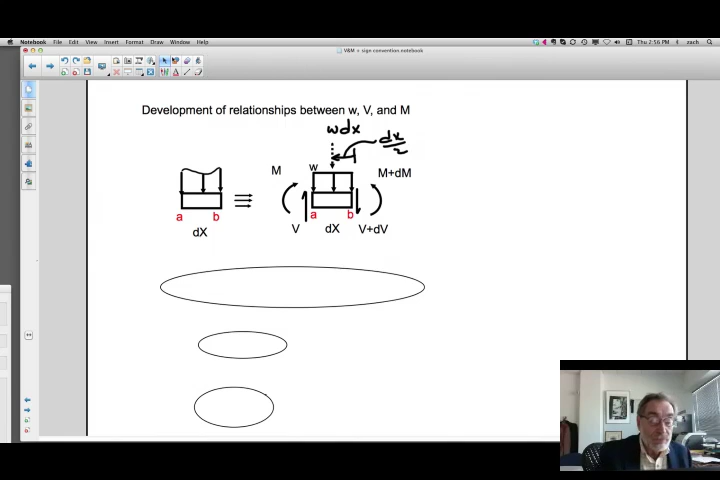 Notebook File Edit View Insert Format Draw Window Help
Thu 2:56 PM zach
V&M + sign convention.notebook
Development of relationships between w, V, and M
wdx
dx/2
M w M+dM
a b a b
dX V dX V+dV